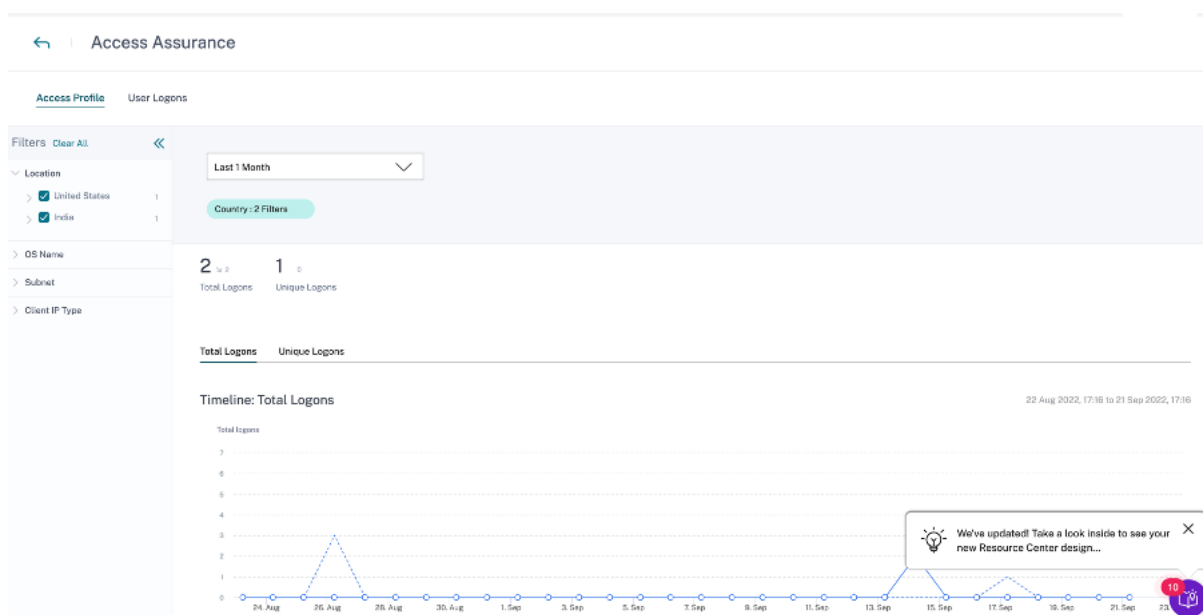 Access Assurance
Access Profile User Logons
Filters Clear All
Location
United States 1
India 1
OS Name
Subnet
Client IP Type
Last 1 Month
Country : 2 Filters
2 2 1 0
Total Logons Unique Logons
Total Logons Unique Logons
Timeline: Total Logons 22 Aug 2022, 17:16 to 21 Sep 2022, 17:16
Total logons
7
6
5
4
3
2
1
0
24. Aug 26. Aug 28. Aug 30. Aug 1. Sep 3. Sep 5. Sep 7. Sep 9. Sep 11. Sep 13. Sep 15. Sep 17. Sep 19. Sep 21. Sep 23.
We've updated! Take a look inside to see your
new Resource Center design...
10